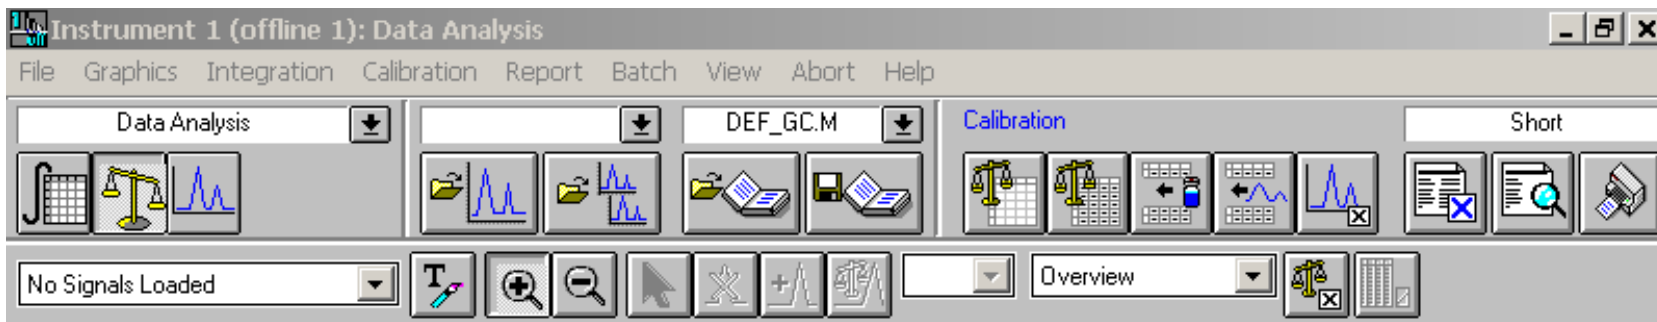 Instrument 1 (offline 1): Data Analysis
File Graphics Integration Calibration Report Batch View Abort Help
Data Analysis DEF_GC.M Calibration Short
No Signals Loaded Overview